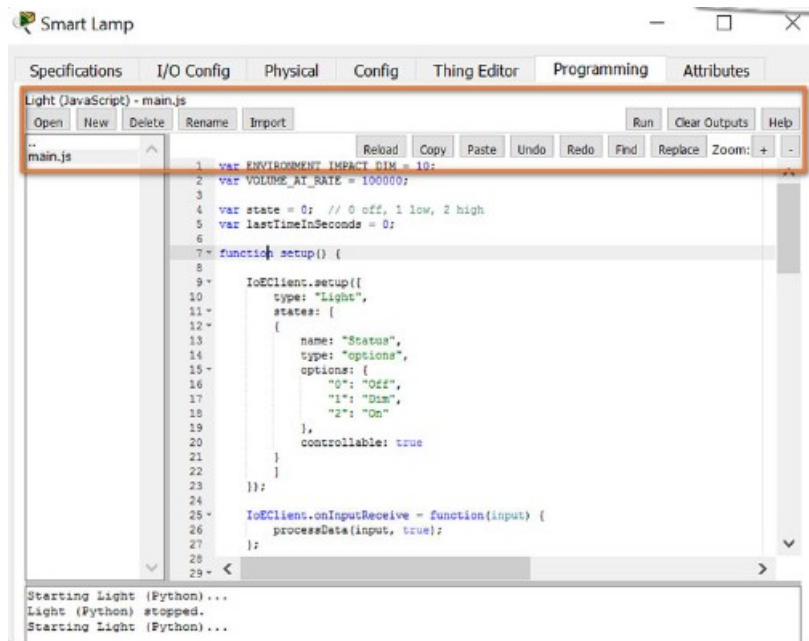 Smart Lamp
Specifications I/O Config Physical Config Thing Editor Programming Attributes
Light (JavaScript) - main.js
Open New Delete Rename Import Run Clear Outputs Help
..
main.js
Reload Copy Paste Undo Redo Find Replace Zoom: + -
1 var ENVIRONMENT_IMPACT_DIM = 10;
2 var VOLUME_AT_RATE = 100000;
3
4 var state = 0; // 0 off, 1 low, 2 high
5 var lastTimeInSeconds = 0;
6
7 function setup() {
8
9 IoEClient.setup({
10 type: "Light",
11 states: [
12 {
13 name: "Status",
14 type: "options",
15 options: {
16 "0": "Off",
17 "1": "Dim",
18 "2": "On"
19 },
20 controllable: true
21 }
22 ]
23 });
24
25 IoEClient.onInputReceive = function(input) {
26 processData(input, true);
27 };
28
29
Starting Light (Python)...
Light (Python) stopped.
Starting Light (Python)...